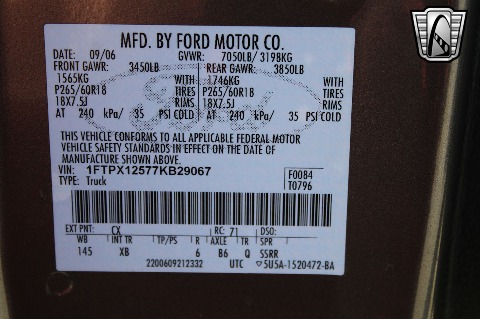 MFD. BY FORD MOTOR CO.
DATE: 09/06 GVWR: 7050LB/ 3198KG
FRONT GAWR: 3450LB REAR GAWR: 3850LB
1565KG WITH 1746KG WITH
P265/60R18 TIRES P265/60R18 TIRES
18X7.5J RIMS 18X7.5J RIMS
AT 240 kPa/ 35 PSI COLD AT 240 kPa/ 35 PSI COLD
THIS VEHICLE CONFORMS TO ALL APPLICABLE FEDERAL MOTOR
VEHICLE SAFETY STANDARDS IN EFFECT ON THE DATE OF
MANUFACTURE SHOWN ABOVE.
VIN: 1FTPX12577KB29067 F0084
TYPE: Truck T0796
EXT PNT: CX RC: 71 DSO:
WB INT TR TP/PS R AXLE TR SPR
145 XB 6 B6 Q SSRR
2200609212332 UTC ▽5U5A-1520472-BA